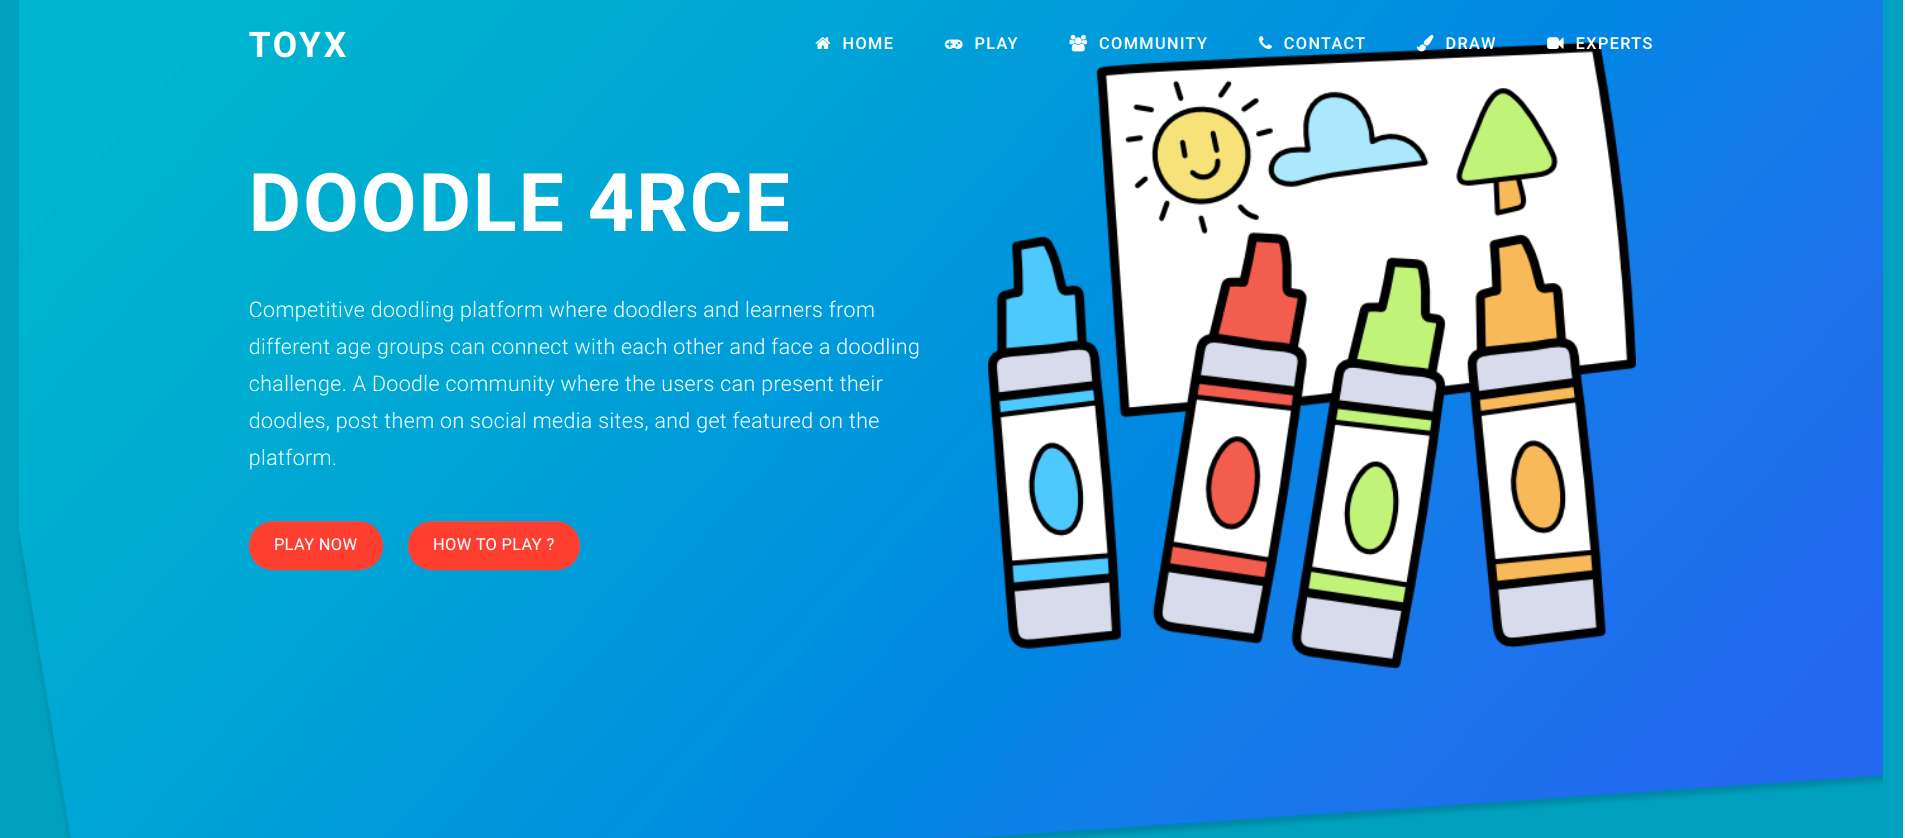 TOYX
HOME PLAY COMMUNITY CONTACT DRAW EXPERTS
DOODLE 4RCE
Competitive doodling platform where doodlers and learners from
different age groups can connect with each other and face a doodling
challenge. A Doodle community where the users can present their
doodles, post them on social media sites, and get featured on the
platform.
PLAY NOW HOW TO PLAY ?